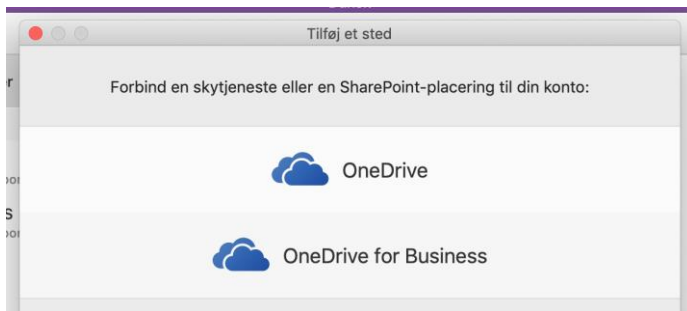 Tilføj et sted
Forbind en skytjeneste eller en SharePoint-placering til din konto:
OneDrive
OneDrive for Business